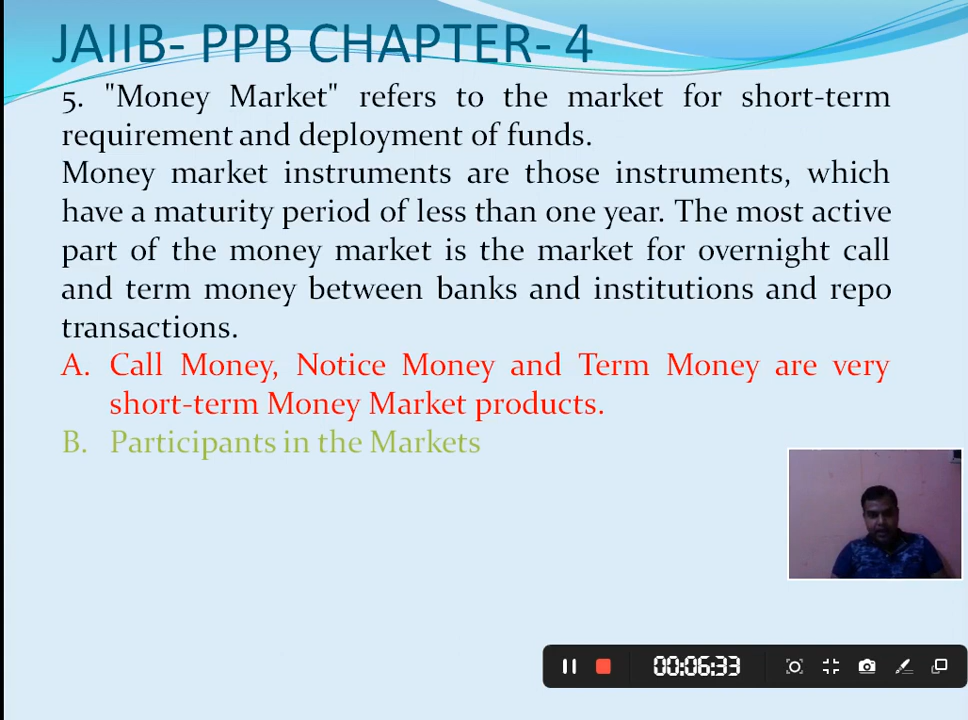 JAIIB- PPB CHAPTER- 4
5. "Money Market" refers to the market for short-term
requirement and deployment of funds.
Money market instruments are those instruments, which
have a maturity period of less than one year. The most active
part of the money market is the market for overnight call
and term money between banks and institutions and repo
transactions.
A. Call Money, Notice Money and Term Money are very
short-term Money Market products.
B. Participants in the Markets
00:06:33